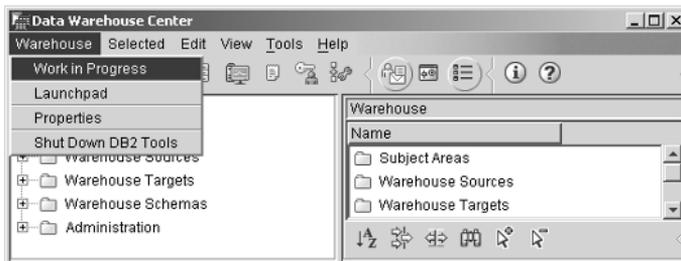 Data Warehouse Center
Warehouse Selected Edit View Tools Help
Work in Progress
Launchpad
Properties
Shut Down DB2 Tools
Warehouse Sources
Warehouse Targets
Warehouse Schemas
Administration
Warehouse
Name
Subject Areas
Warehouse Sources
Warehouse Targets